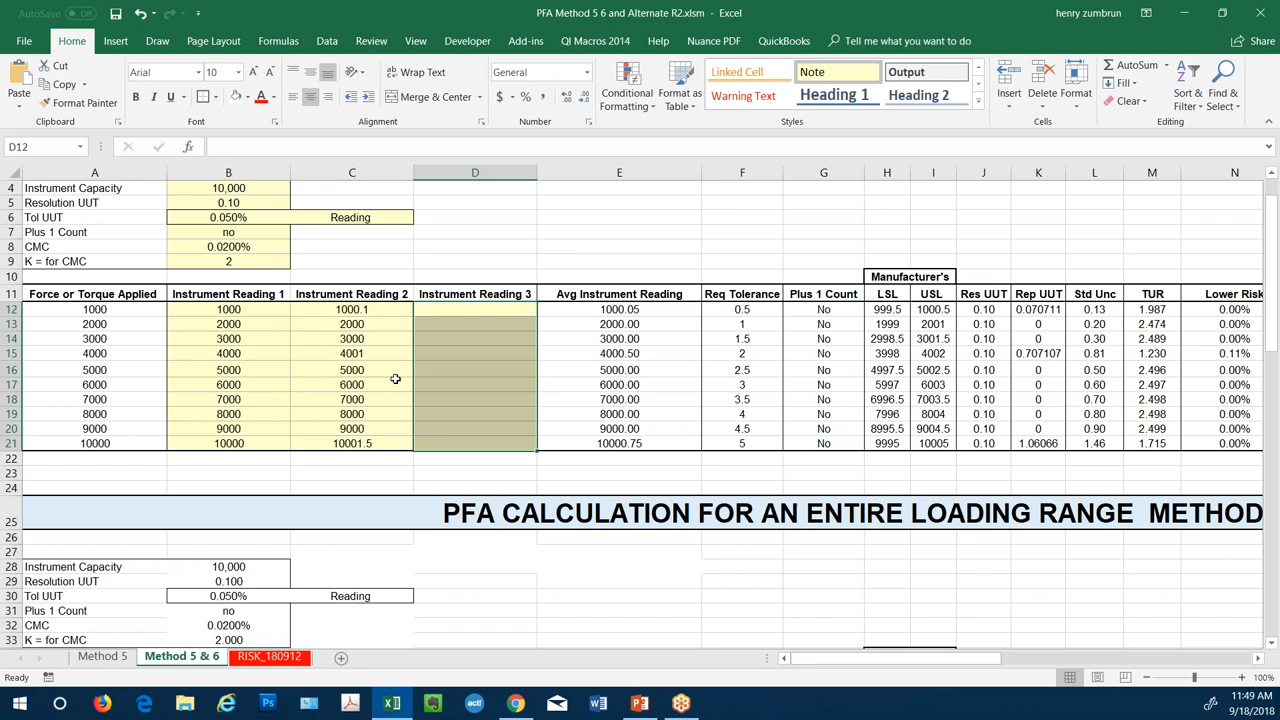 AutoSave Off PFA Method 5 6 and Alternate R2.xlsm - Excel henry zumbrun
File Home Insert Draw Page Layout Formulas Data Review View Developer Add-ins QI Macros 2014 Help Nuance PDF QuickBooks Tell me what you want to do Share
Paste Cut Copy Format Painter
Arial 10 Wrap Text Merge & Center General
Conditional Formatting Format as Table
Linked Cell Note Output
Warning Text Heading 1 Heading 2
Insert Delete Format
AutoSum Fill Clear Sort & Filter Find & Select
Clipboard Font Alignment Number Styles Cells Editing
D12 fx
A B C D E F G H I J K L M N
4 Instrument Capacity 10,000
5 Resolution UUT 0.10
6 Tol UUT 0.050% Reading
7 Plus 1 Count no
8 CMC 0.0200%
9 K = for CMC 2
10 Manufacturer's
11 Force or Torque Applied Instrument Reading 1 Instrument Reading 2 Instrument Reading 3 Avg Instrument Reading Req Tolerance Plus 1 Count LSL USL Res UUT Rep UUT Std Unc TUR Lower Risk
12 1000 1000 1000.1 1000.05 0.5 No 999.5 1000.5 0.10 0.070711 0.13 1.987 0.00%
13 2000 2000 2000 2000.00 1 No 1999 2001 0.10 0 0.20 2.474 0.00%
14 3000 3000 3000 3000.00 1.5 No 2998.5 3001.5 0.10 0 0.30 2.489 0.00%
15 4000 4000 4001 4000.50 2 No 3998 4002 0.10 0.707107 0.81 1.230 0.11%
16 5000 5000 5000 5000.00 2.5 No 4997.5 5002.5 0.10 0 0.50 2.496 0.00%
17 6000 6000 6000 6000.00 3 No 5997 6003 0.10 0 0.60 2.497 0.00%
18 7000 7000 7000 7000.00 3.5 No 6996.5 7003.5 0.10 0 0.70 2.498 0.00%
19 8000 8000 8000 8000.00 4 No 7996 8004 0.10 0 0.80 2.498 0.00%
20 9000 9000 9000 9000.00 4.5 No 8995.5 9004.5 0.10 0 0.90 2.499 0.00%
21 10000 10000 10001.5 10000.75 5 No 9995 10005 0.10 1.06066 1.46 1.715 0.00%
22
23
24
25 PFA CALCULATION FOR AN ENTIRE LOADING RANGE METHOD
26
27
28 Instrument Capacity 10,000
29 Resolution UUT 0.100
30 Tol UUT 0.050% Reading
31 Plus 1 Count no
32 CMC 0.0200%
33 K = for CMC 2.000
Method 5 Method 5 & 6 RISK_180912
Ready 100%
11:49 AM
9/18/2018